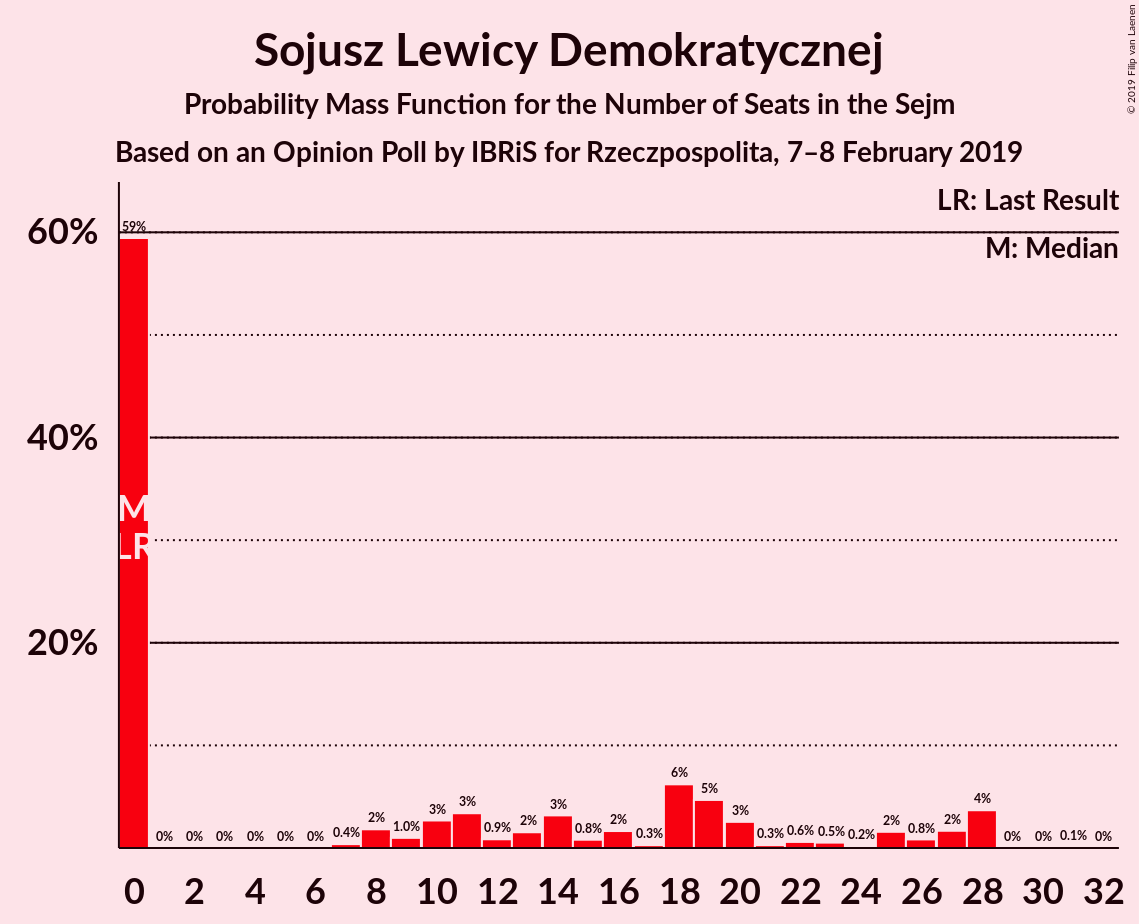 Sojusz Lewicy Demokratycznej
Probability Mass Function for the Number of Seats in the Sejm
Based on an Opinion Poll by IBRiS for Rzeczpospolita, 7–8 February 2019
© 2019 Filip van Laenen
LR: Last Result
M: Median
60%
40%
20%
59% 0% 0% 0% 0% 0% 0% 0.4% 2% 1.0% 3% 3% 0.9% 2% 3% 0.8% 2% 0.3% 6% 5% 3% 0.3% 0.6% 0.5% 0.2% 2% 0.8% 2% 4% 0% 0% 0.1% 0%
M
LR
0 2 4 6 8 10 12 14 16 18 20 22 24 26 28 30 32